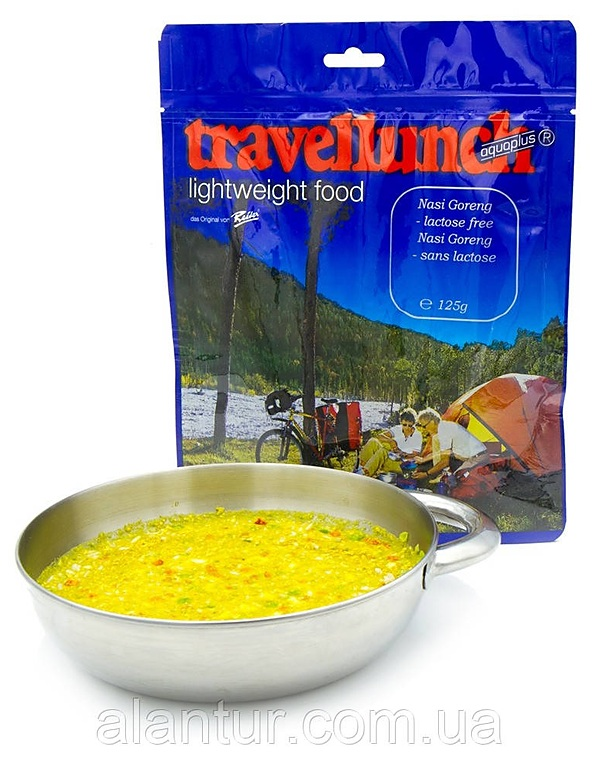 travellunch
aquaplus ®
lightweight food
das Original von Reiter
Nasi Goreng
- lactose free
Nasi Goreng
- sans lactose
℮ 125g
alantur.com.ua